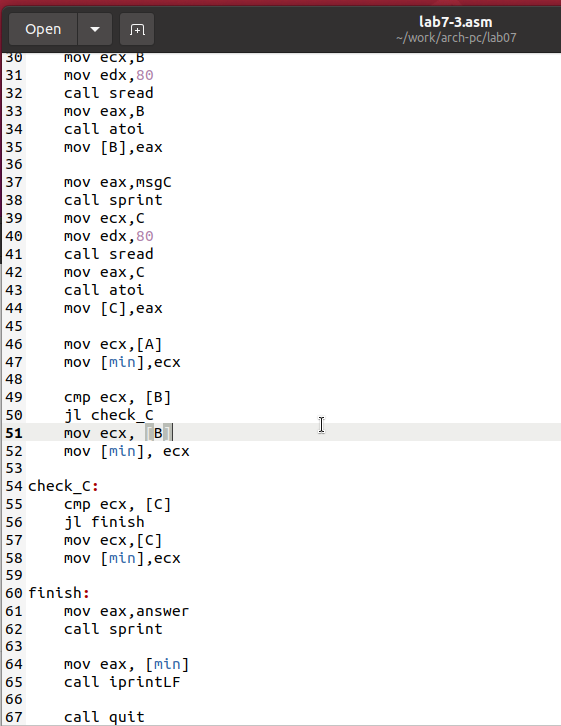 Open
lab7-3.asm
~/work/arch-pc/lab07
30 mov ecx,B
31 mov edx,80
32 call sread
33 mov eax,B
34 call atoi
35 mov [B],eax
36
37 mov eax,msgC
38 call sprint
39 mov ecx,C
40 mov edx,80
41 call sread
42 mov eax,C
43 call atoi
44 mov [C],eax
45
46 mov ecx,[A]
47 mov [min],ecx
48
49 cmp ecx, [B]
50 jl check_C
51 mov ecx, [B]
52 mov [min], ecx
53
54 check_C:
55 cmp ecx, [C]
56 jl finish
57 mov ecx,[C]
58 mov [min],ecx
59
60 finish:
61 mov eax,answer
62 call sprint
63
64 mov eax, [min]
65 call iprintLF
66
67 call quit